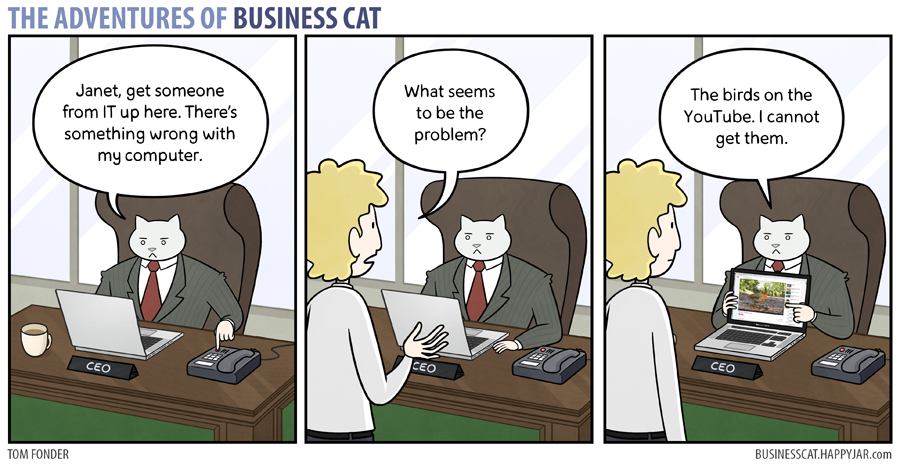 THE ADVENTURES OF BUSINESS CAT
Janet, get someone
from IT up here. There's
something wrong with
my computer.
CEO
What seems
to be the
problem?
CEO
The birds on the
YouTube. I cannot
get them.
CEO
TOM FONDER
BUSINESSCAT.HAPPYJAR.com